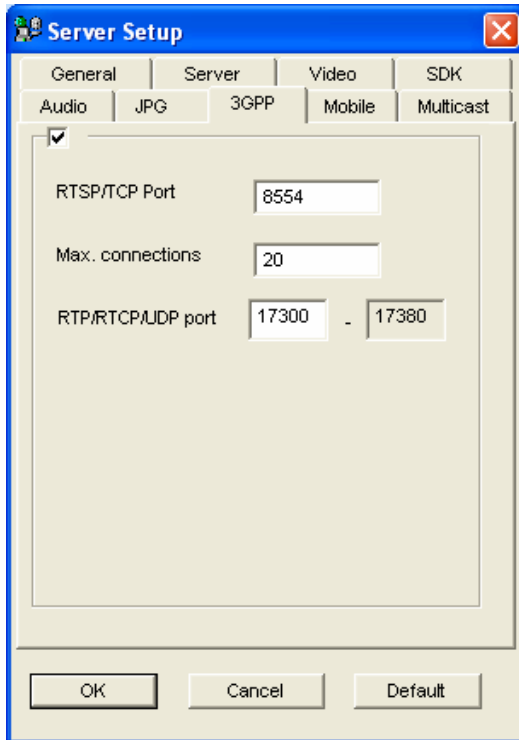 Server Setup
General Server Video SDK
Audio JPG 3GPP Mobile Multicast
RTSP/TCP Port 8554
Max. connections 20
RTP/RTCP/UDP port 17300 - 17380
OK Cancel Default